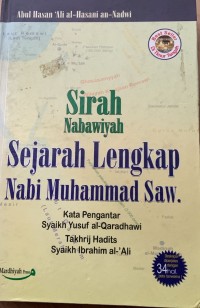 Abul Hasan 'Ali al-Hasani an-Nadwi
Sirah
Nabawiyah
Sejarah Lengkap
Nabi Muhammad Saw.
Kata Pengantar
Syaikh Yusuf al-Qaradhawi
Takhrij Hadits
Syaikh Ibrahim al-'Ali
Mardhiyah Press
34